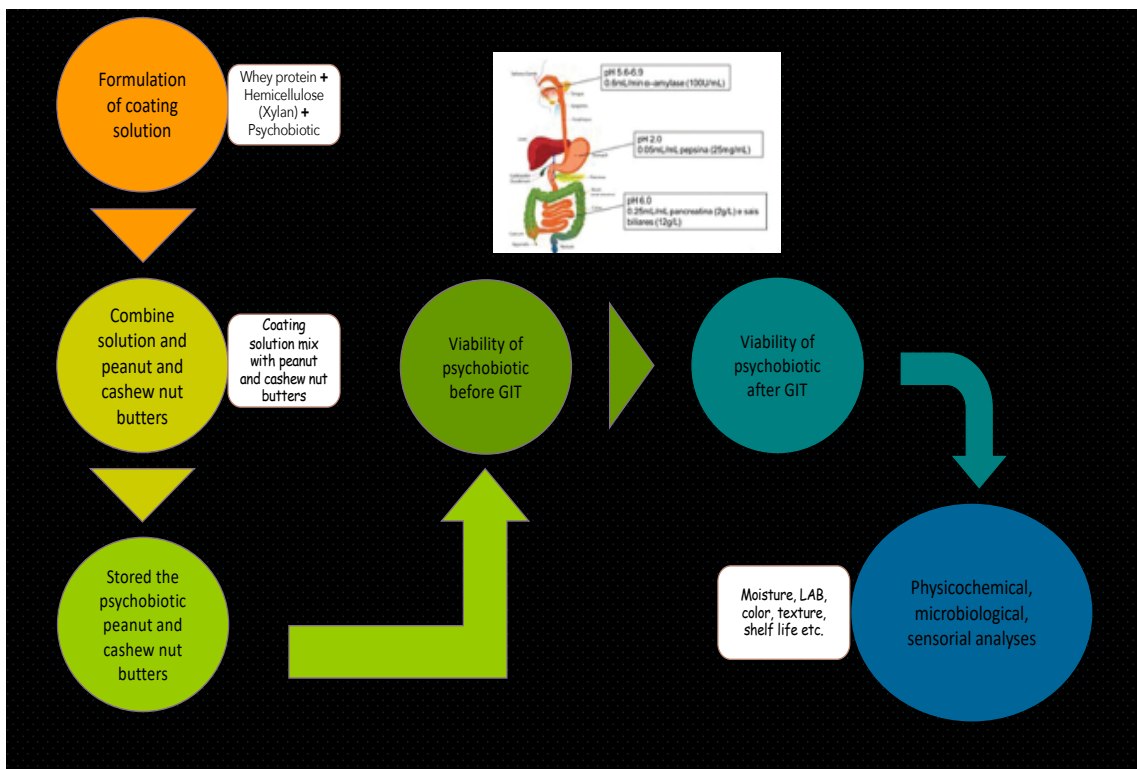 Formulation
of coating
solution
Whey protein +
Hemicellulose
(Xylan) +
Psychobiotic
pH 5.6-6.9
0.6mL/min α-amylase (100U/mL)
pH 2.0
0.05mL/mL pepsina (25mg/mL)
pH 6.0
0.25mL/mL pancreatina (2g/L) e sais
biliares (12g/L)
Combine
solution and
peanut and
cashew nut
butters
Coating
solution mix
with peanut
and cashew nut
butters
Viability of
psychobiotic
before GIT
Viability of
psychobiotic
after GIT
Stored the
psychobiotic
peanut and
cashew nut
butters
Moisture, LAB,
color, texture,
shelf life etc.
Physicochemical,
microbiological,
sensorial analyses